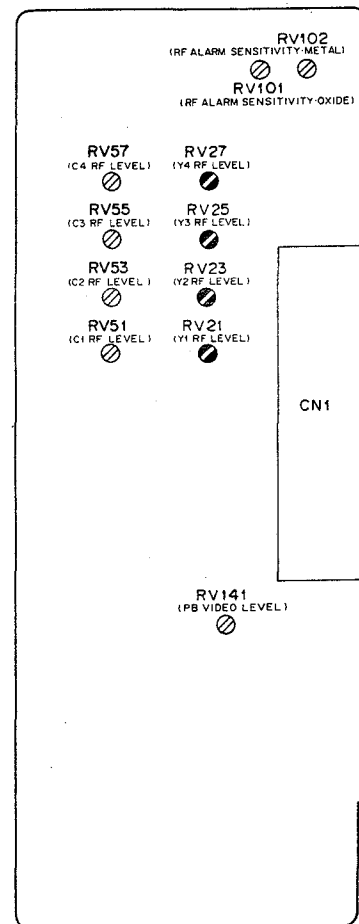 RV102
(RF ALARM SENSITIVITY-METAL)
RV101
(RF ALARM SENSITIVITY-OXIDE)
RV57
(C4 RF LEVEL)
RV27
(Y4 RF LEVEL)
RV55
(C3 RF LEVEL)
RV25
(Y3 RF LEVEL)
RV53
(C2 RF LEVEL)
RV23
(Y2 RF LEVEL)
RV51
(C1 RF LEVEL)
RV21
(Y1 RF LEVEL)
CN1
RV141
(PB VIDEO LEVEL)